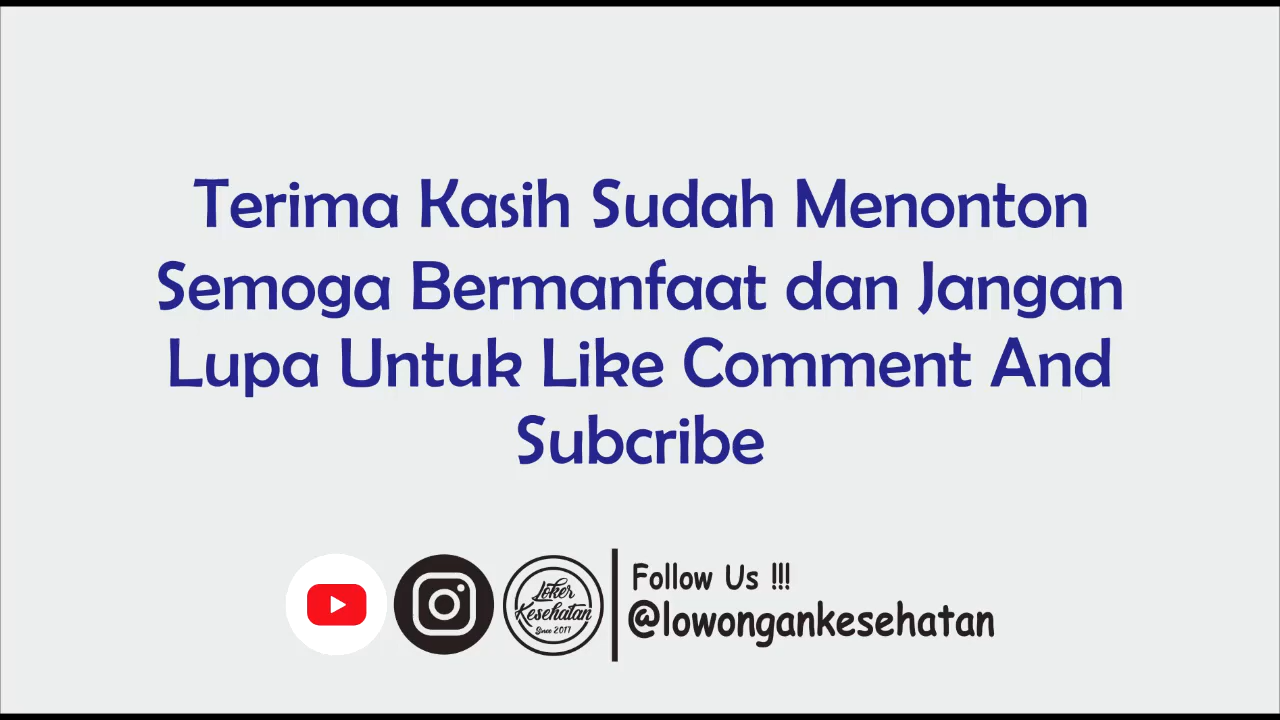 Terima Kasih Sudah Menonton
Semoga Bermanfaat dan Jangan
Lupa Untuk Like Comment And
Subcribe
Loker
Kesehatan
Since 2017
Follow Us !!!
@lowongankesehatan